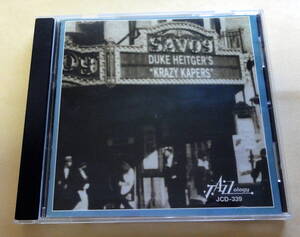 SAVOY
DUKE HEITGER'S
"KRAZY KAPERS"
JAZZology
JCD-339